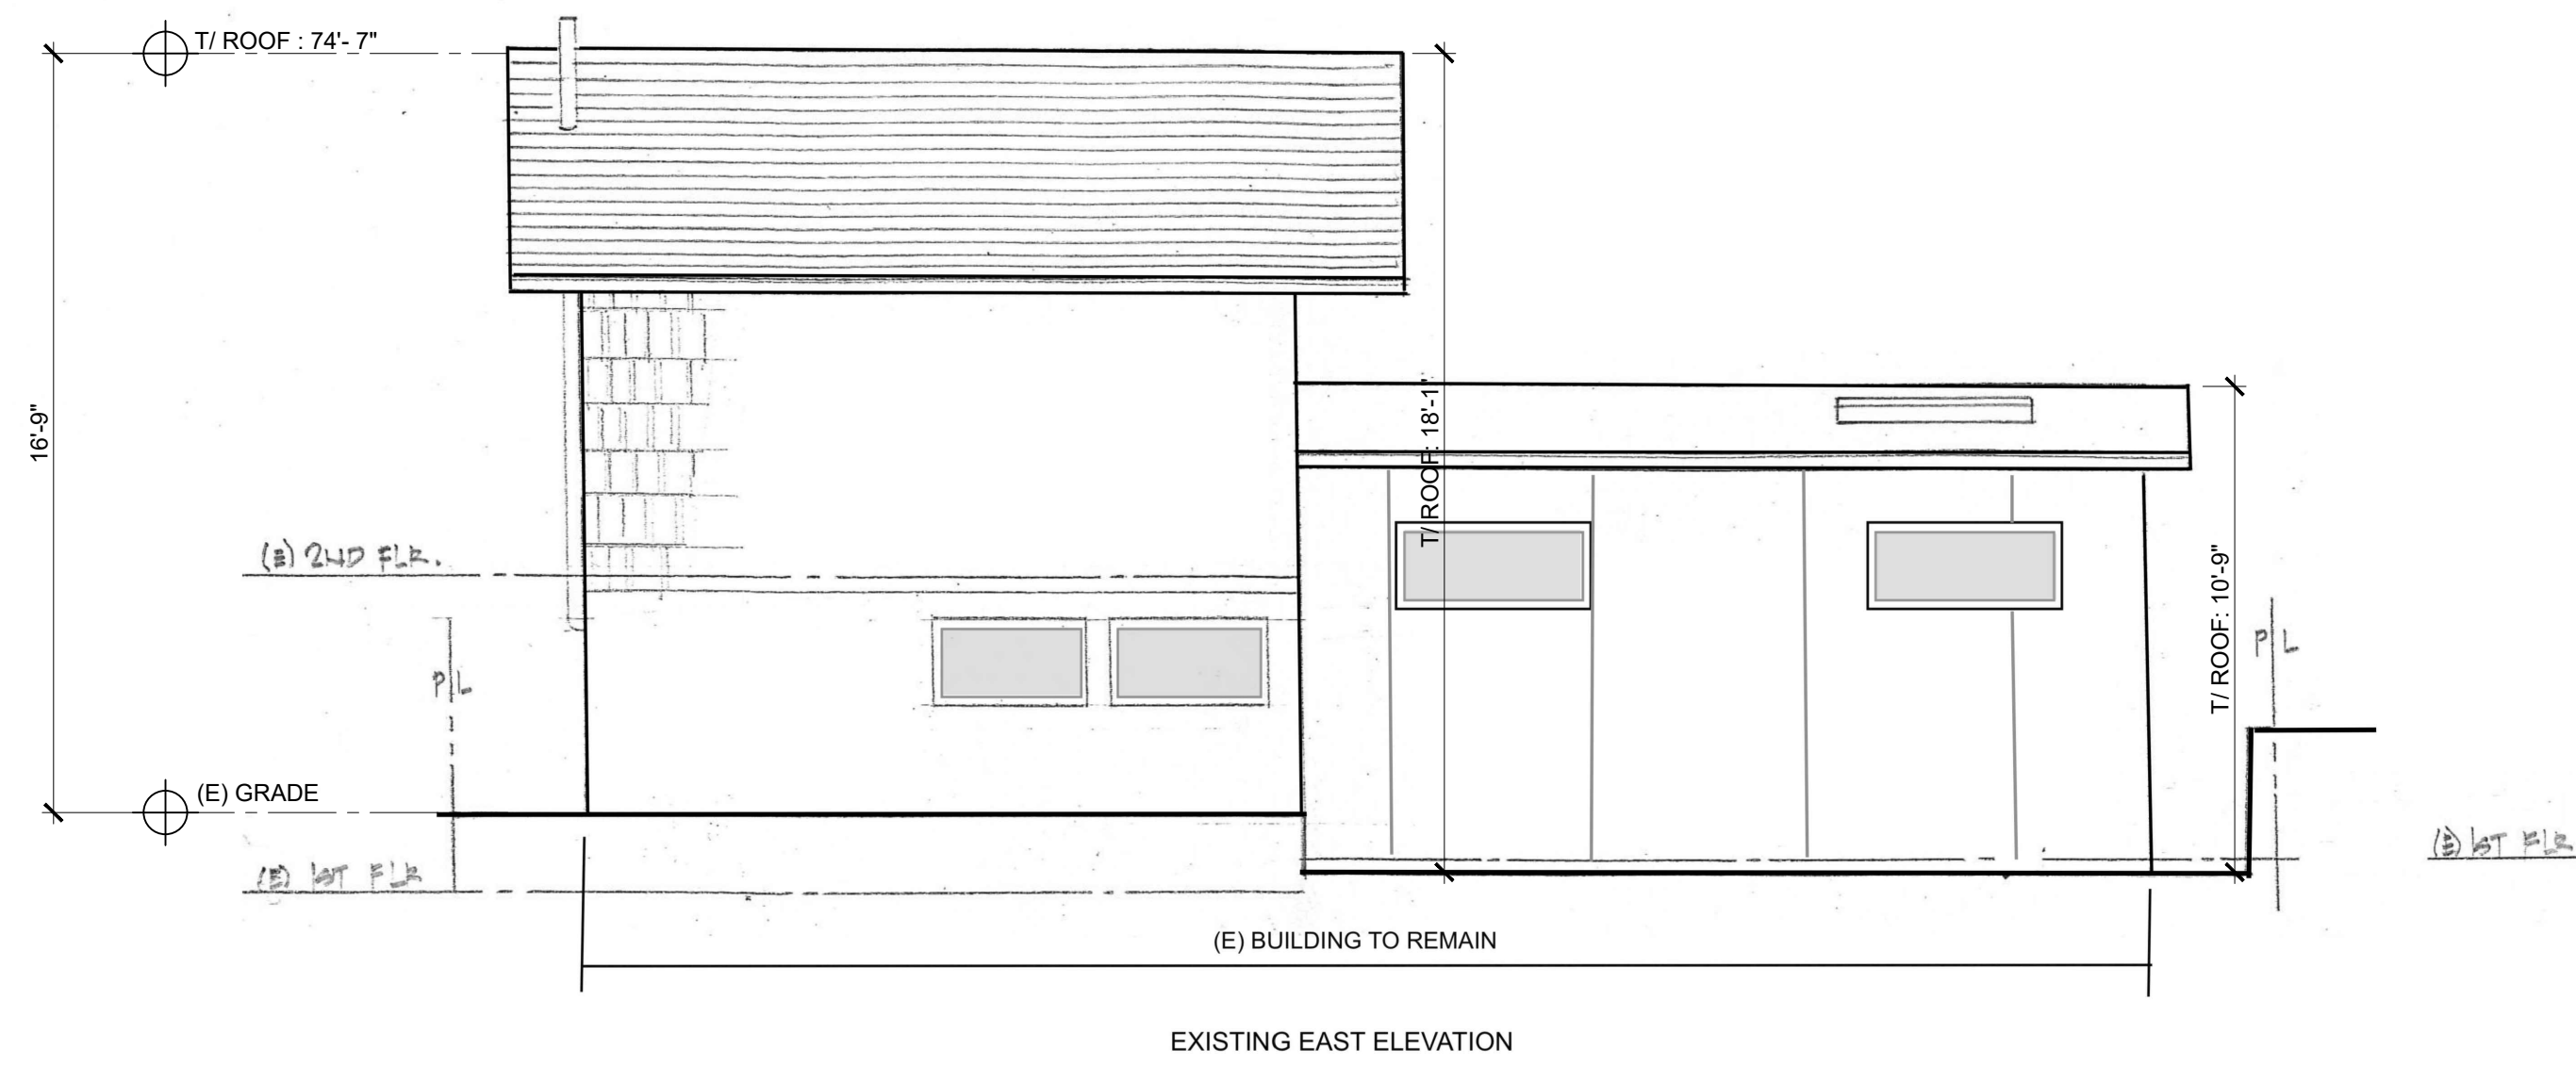 T/ ROOF : 74'- 7"
16'-9"
T/ ROOF: 18'-1"
(E) 2ND FLR.
T/ ROOF: 10'-9"
P/L
P/L
(E) GRADE
(E) 1ST FLR
(E) 1ST FLR
(E) BUILDING TO REMAIN
EXISTING EAST ELEVATION